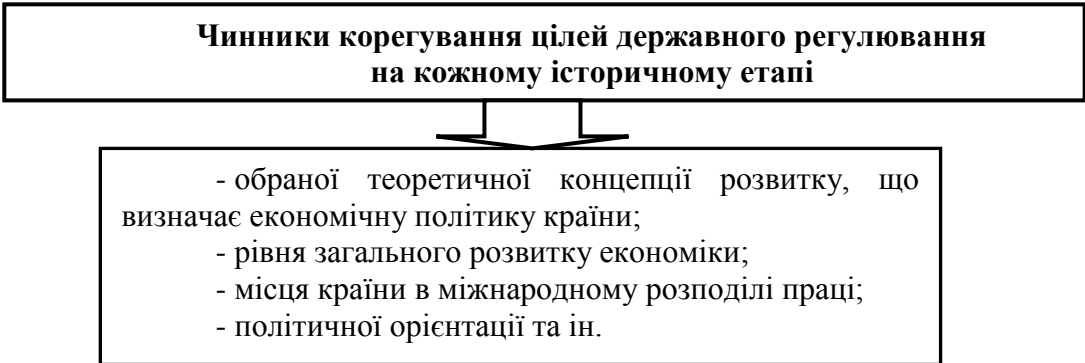 Чинники корегування цілей державного регулювання
на кожному історичному етапі
- обраної теоретичної концепції розвитку, що
визначає економічну політику країни;
- рівня загального розвитку економіки;
- місця країни в міжнародному розподілі праці;
- політичної орієнтації та ін.